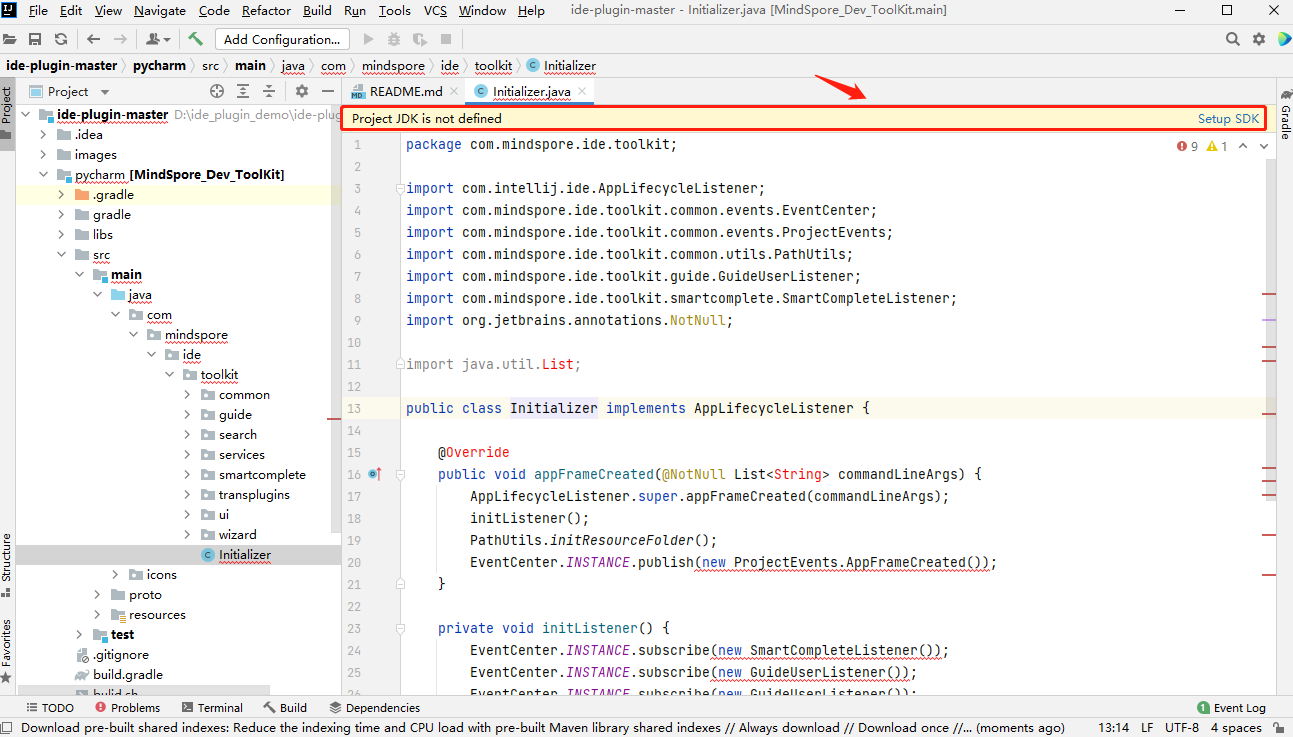 File Edit View Navigate Code Refactor Build Run Tools VCS Window Help ide-plugin-master - Initializer.java [MindSpore_Dev_ToolKit.main]
Add Configuration...
ide-plugin-master pycharm src main java com mindspore ide toolkit Initializer
Project
README.md Initializer.java
Project JDK is not defined Setup SDK
9 1
Project
Structure
Favorites
Gradle
ide-plugin-master D:\ide_plugin_demo\ide-plug
.idea
images
pycharm [MindSpore_Dev_ToolKit]
.gradle
gradle
libs
src
main
java
com
mindspore
ide
toolkit
common
guide
search
services
smartcomplete
transplugins
ui
wizard
Initializer
icons
proto
resources
test
.gitignore
build.gradle
build.sh
1 package com.mindspore.ide.toolkit;
2
3 import com.intellij.ide.AppLifecycleListener;
4 import com.mindspore.ide.toolkit.common.events.EventCenter;
5 import com.mindspore.ide.toolkit.common.events.ProjectEvents;
6 import com.mindspore.ide.toolkit.common.utils.PathUtils;
7 import com.mindspore.ide.toolkit.guide.GuideUserListener;
8 import com.mindspore.ide.toolkit.smartcomplete.SmartCompleteListener;
9 import org.jetbrains.annotations.NotNull;
10
11 import java.util.List;
12
13 public class Initializer implements AppLifecycleListener {
14
15 @Override
16 public void appFrameCreated(@NotNull List<String> commandLineArgs) {
17 AppLifecycleListener.super.appFrameCreated(commandLineArgs);
18 initListener();
19 PathUtils.initResourceFolder();
20 EventCenter.INSTANCE.publish(new ProjectEvents.AppFrameCreated());
21 }
22
23 private void initListener() {
24 EventCenter.INSTANCE.subscribe(new SmartCompleteListener());
25 EventCenter.INSTANCE.subscribe(new GuideUserListener());
26 EventCenter.INSTANCE.subscribe(new GuideUserListener());
TODO Problems Terminal Build Dependencies 1 Event Log
Download pre-built shared indexes: Reduce the indexing time and CPU load with pre-built Maven library shared indexes // Always download // Download once //... (moments ago) 13:14 LF UTF-8 4 spaces